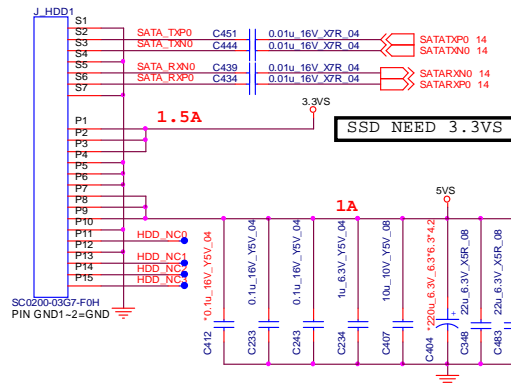 J_HDD1
S1
S2
S3
S4
S5
S6
S7
P1
P2
P3
P4
P5
P6
P7
P8
P9
P10
P11
P12
P13
P14
P15
SC0200-03G7-F0H
PIN GND1~2=GND
SATA_TXP0 C451 0.01u_16V_X7R_04 SATATXP0 14
SATA_TXN0 C444 0.01u_16V_X7R_04 SATATXN0 14
SATA_RXN0 C439 0.01u_16V_X7R_04 SATARXN0 14
SATA_RXP0 C434 0.01u_16V_X7R_04 SATARXP0 14
1.5A
3.3VS
SSD NEED 3.3VS
1A
5VS
HDD_NC0
HDD_NC1
HDD_NC2
HDD_NC3
C412 *0.1u_16V_Y5V_04
C233 0.1u_16V_Y5V_04
C243 0.1u_16V_Y5V_04
C234 1u_6.3V_Y5V_04
C407 10u_10V_Y5V_08
C404 *220u_6.3V_6.3*6.3*4.2
+
C348 22u_6.3V_X5R_08
C483 22u_6.3V_X5R_08